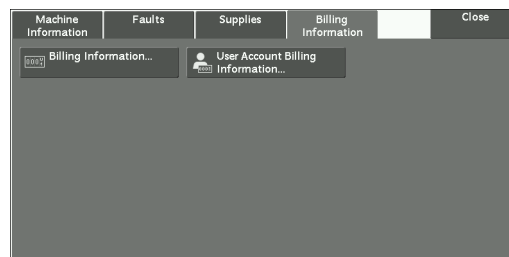 Machine
Information
Faults
Supplies
Billing
Information
Close
Billing Information...
User Account Billing
Information...